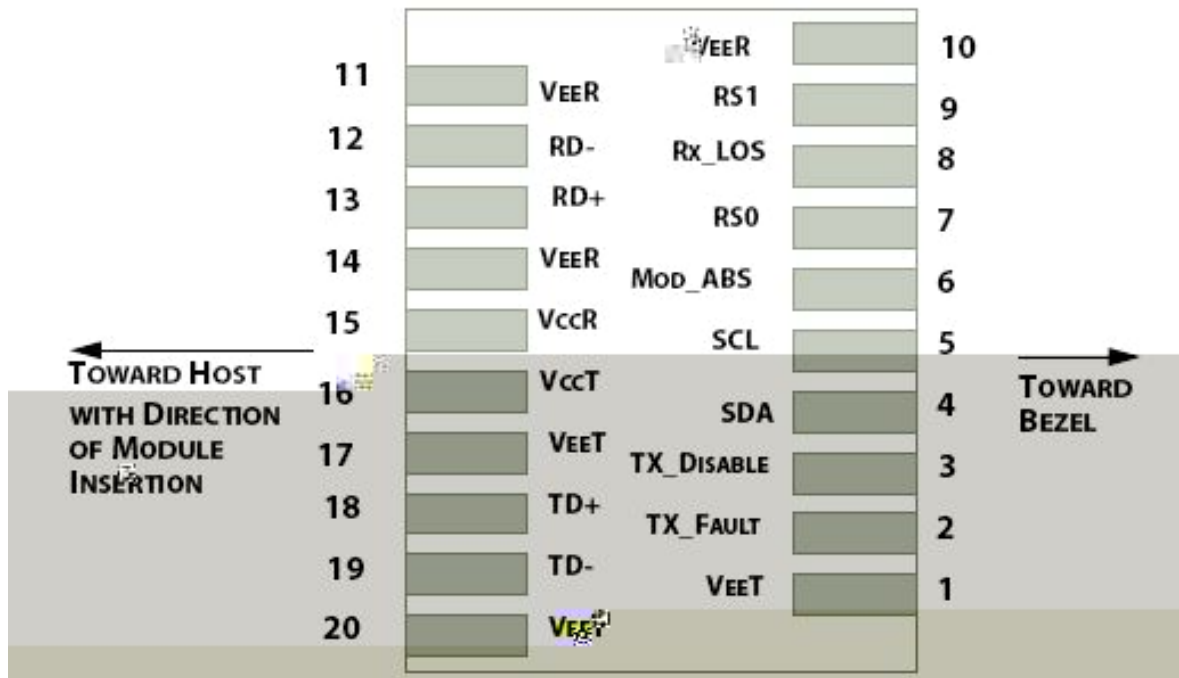 VEER 10
11 VEER
RS1 9
12 RD-
Rx_LOS 8
13 RD+
RS0 7
14 VEER
MOD_ABS 6
15 VccR
SCL 5
TOWARD HOST
WITH DIRECTION
OF MODULE
INSERTION
TOWARD
BEZEL
16 VccT
SDA 4
17 VEET
TX_DISABLE 3
18 TD+
TX_FAULT 2
19 TD-
VEET 1
20